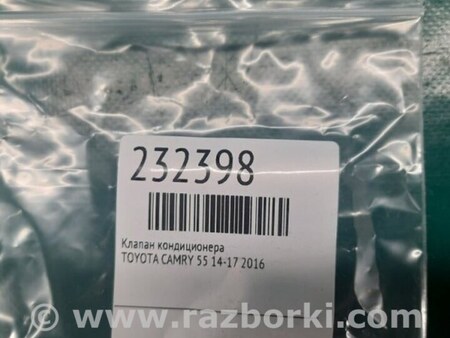 232398
Клапан кондиционера
TOYOTA CAMRY 55 14-17 2016
© www.razborki.com